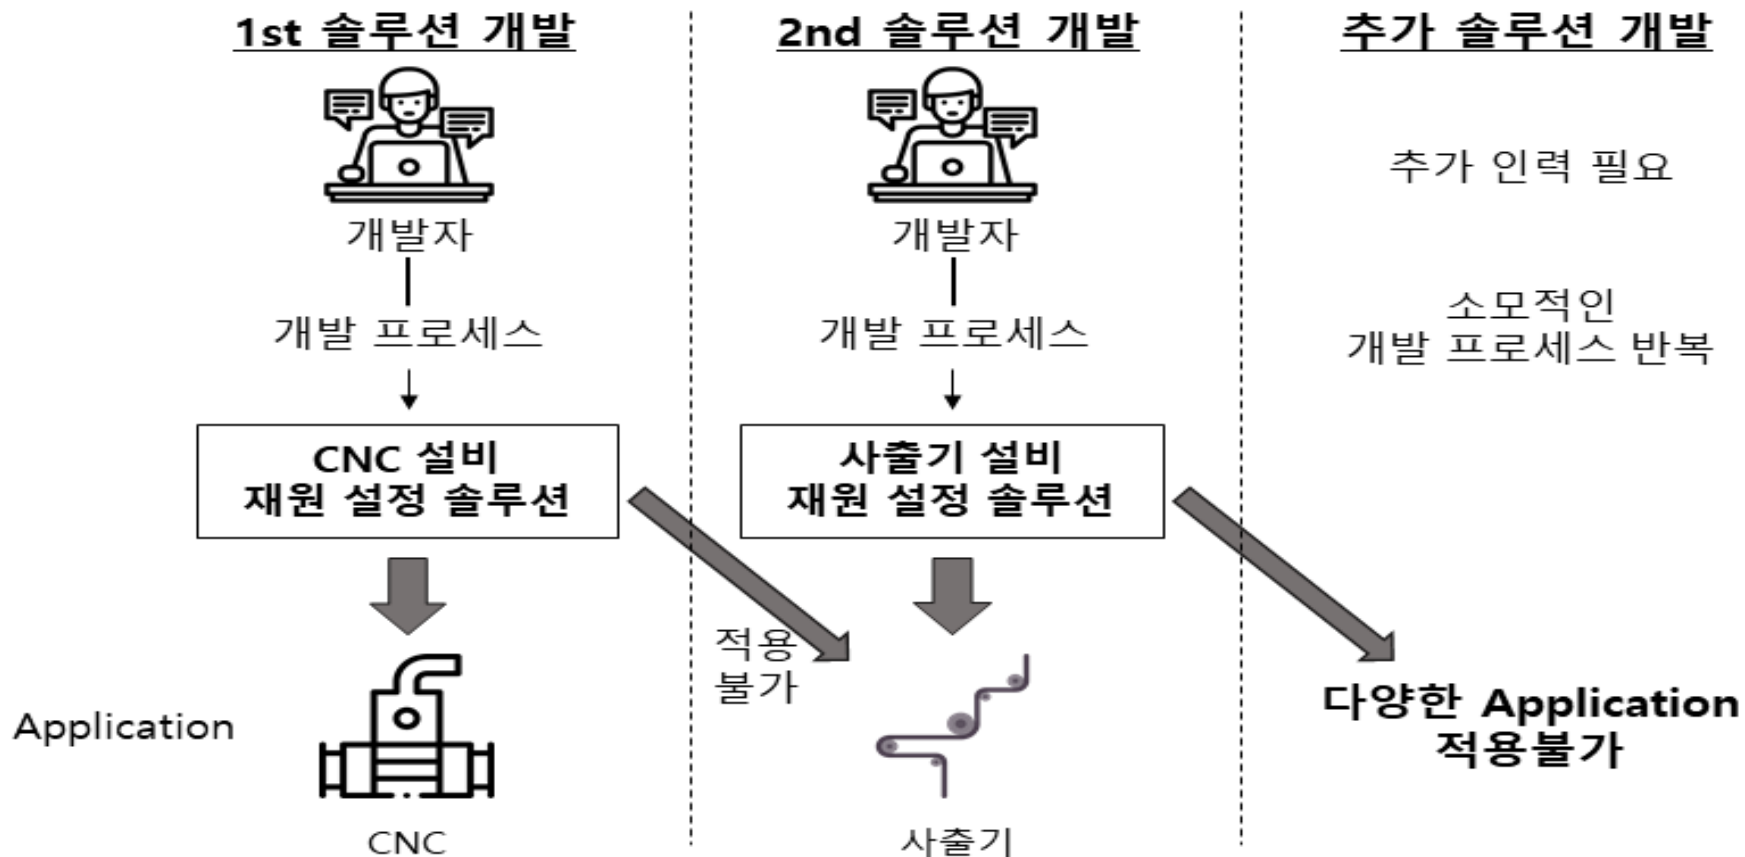 1st 솔루션 개발
개발자
개발 프로세스
CNC 설비
재원 설정 솔루션
Application
CNC
2nd 솔루션 개발
개발자
개발 프로세스
사출기 설비
재원 설정 솔루션
적용
불가
사출기
추가 솔루션 개발
추가 인력 필요
소모적인
개발 프로세스 반복
다양한 Application
적용불가